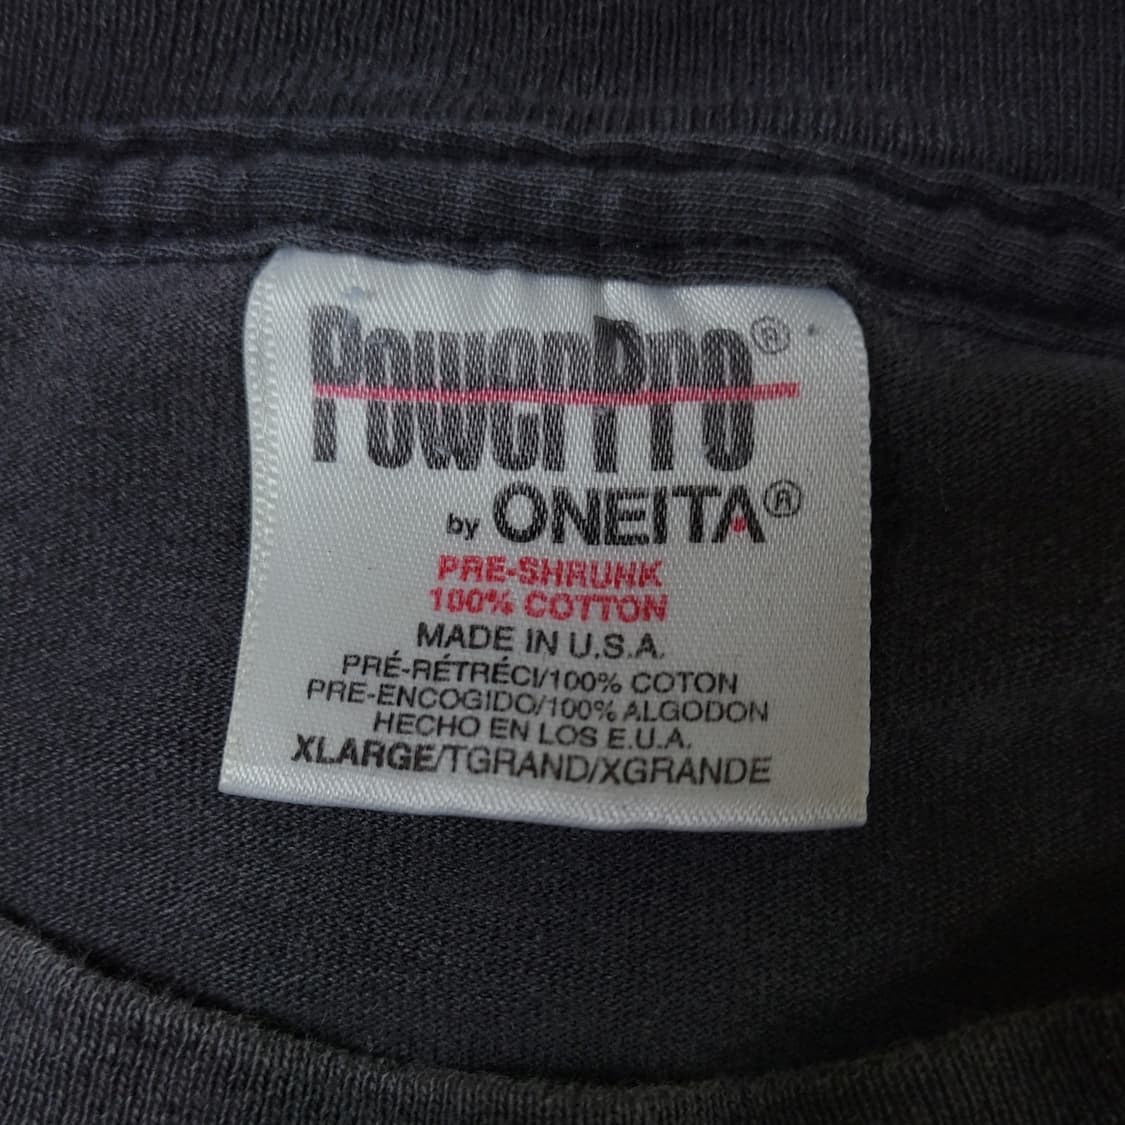 PowerPro®
by ONEITA®
PRE-SHRUNK
100% COTTON
MADE IN U.S.A.
PRÉ-RÉTRÉCI/100% COTON
PRE-ENCOGIDO/100% ALGODON
HECHO EN LOS E.U.A.
XLARGE/TGRAND/XGRANDE